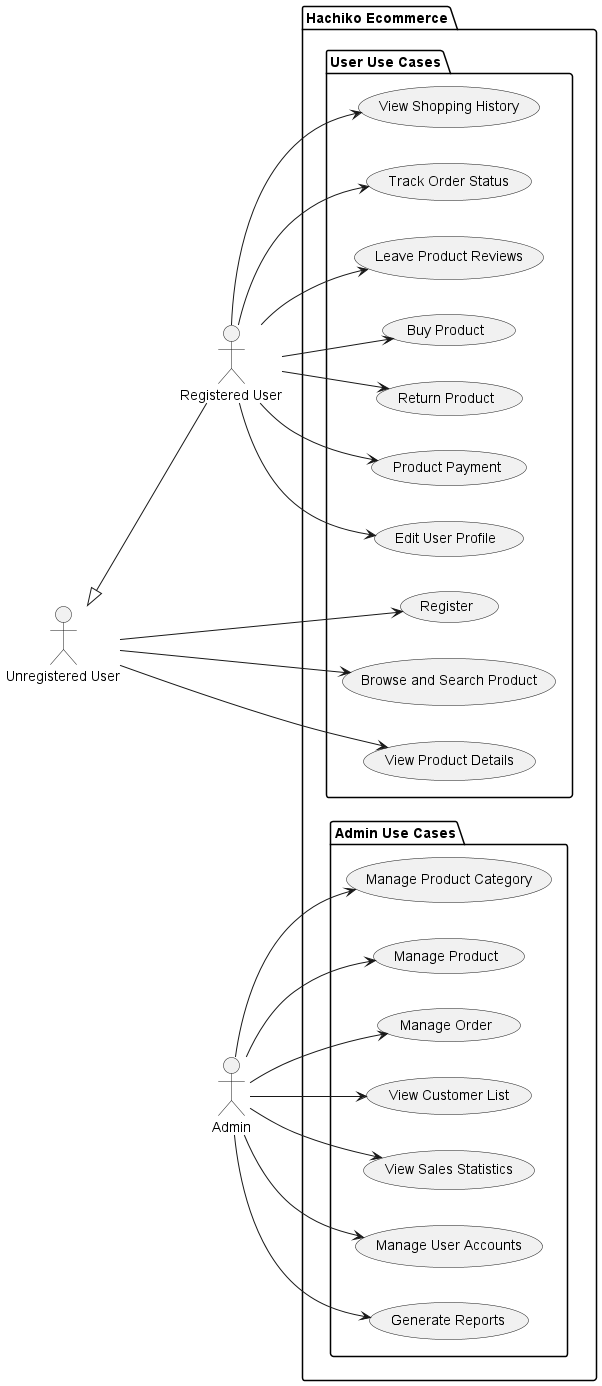 Hachiko Ecommerce
User Use Cases
View Shopping History
Track Order Status
Leave Product Reviews
Buy Product
Registered User
Return Product
Product Payment
Edit User Profile
Register
Unregistered User
Browse and Search Product
View Product Details
Admin Use Cases
Manage Product Category
Manage Product
Manage Order
View Customer List
Admin
View Sales Statistics
Manage User Accounts
Generate Reports